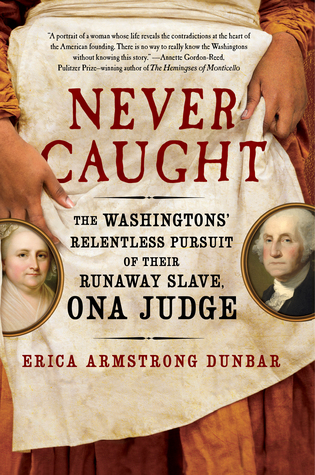 "A portrait of a woman whose life reveals the contradictions at the heart of
the American founding. There is no way to really know the Washingtons
without knowing this story." —Annette Gordon-Reed,
Pulitzer Prize–winning author of The Hemingses of Monticello
NEVER
CAUGHT
THE WASHINGTONS'
RELENTLESS PURSUIT
OF THEIR
RUNAWAY SLAVE,
ONA JUDGE
ERICA ARMSTRONG DUNBAR